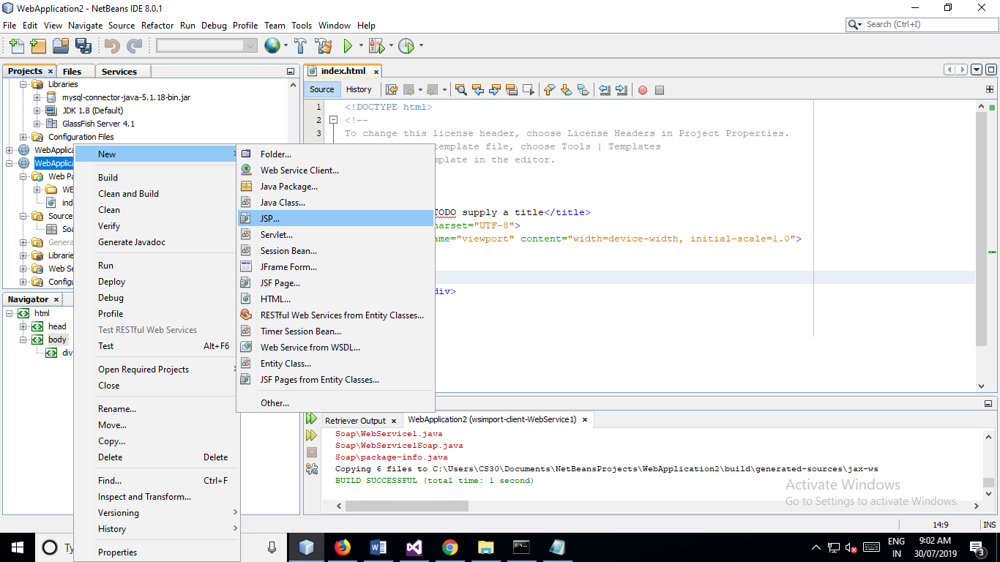 WebApplication2 - NetBeans IDE 8.0.1
File Edit View Navigate Source Refactor Run Debug Profile Team Tools Window Help
Search (Ctrl+I)
Projects Files Services
Libraries
mysql-connector-java-5.1.18-bin.jar
JDK 1.8 (Default)
GlassFish Server 4.1
Configuration Files
WebApplica
WebApplica
Web Pa
WE
ind
Source
Soa
Genera
Librarie
Web Se
Configu
Navigator
html
head
body
div
New
Build
Clean and Build
Clean
Verify
Generate Javadoc
Run
Deploy
Debug
Profile
Test RESTful Web Services
Test Alt+F6
Open Required Projects
Close
Rename...
Move...
Copy...
Delete Delete
Find... Ctrl+F
Inspect and Transform...
Versioning
History
Properties
Folder...
Web Service Client...
Java Package...
Java Class...
JSP...
Servlet...
Session Bean...
JFrame Form...
JSF Page...
HTML...
RESTful Web Services from Entity Classes...
Timer Session Bean...
Web Service from WSDL...
Entity Class...
JSF Pages from Entity Classes...
Other...
index.html
Source History
1 <!DOCTYPE html>
2 <!--
3 To change this license header, choose License Headers in Project Properties.
template file, choose Tools | Templates
mplate in the editor.
TODO supply a title</title>
harset="UTF-8">
ame="viewport" content="width=device-width, initial-scale=1.0">
div>
Retriever Output WebApplication2 (wsimport-client-WebService1)
Soap\WebService1.java
Soap\WebService1Soap.java
Soap\package-info.java
Copying 6 files to C:\Users\CS30\Documents\NetBeansProjects\WebApplication2\build\generated-sources\jax-ws
BUILD SUCCESSFUL (total time: 1 second)
Activate Windows
Go to Settings to activate Windows.
14:9 INS
Ty
ENG
IN
9:02 AM
30/07/2019
3